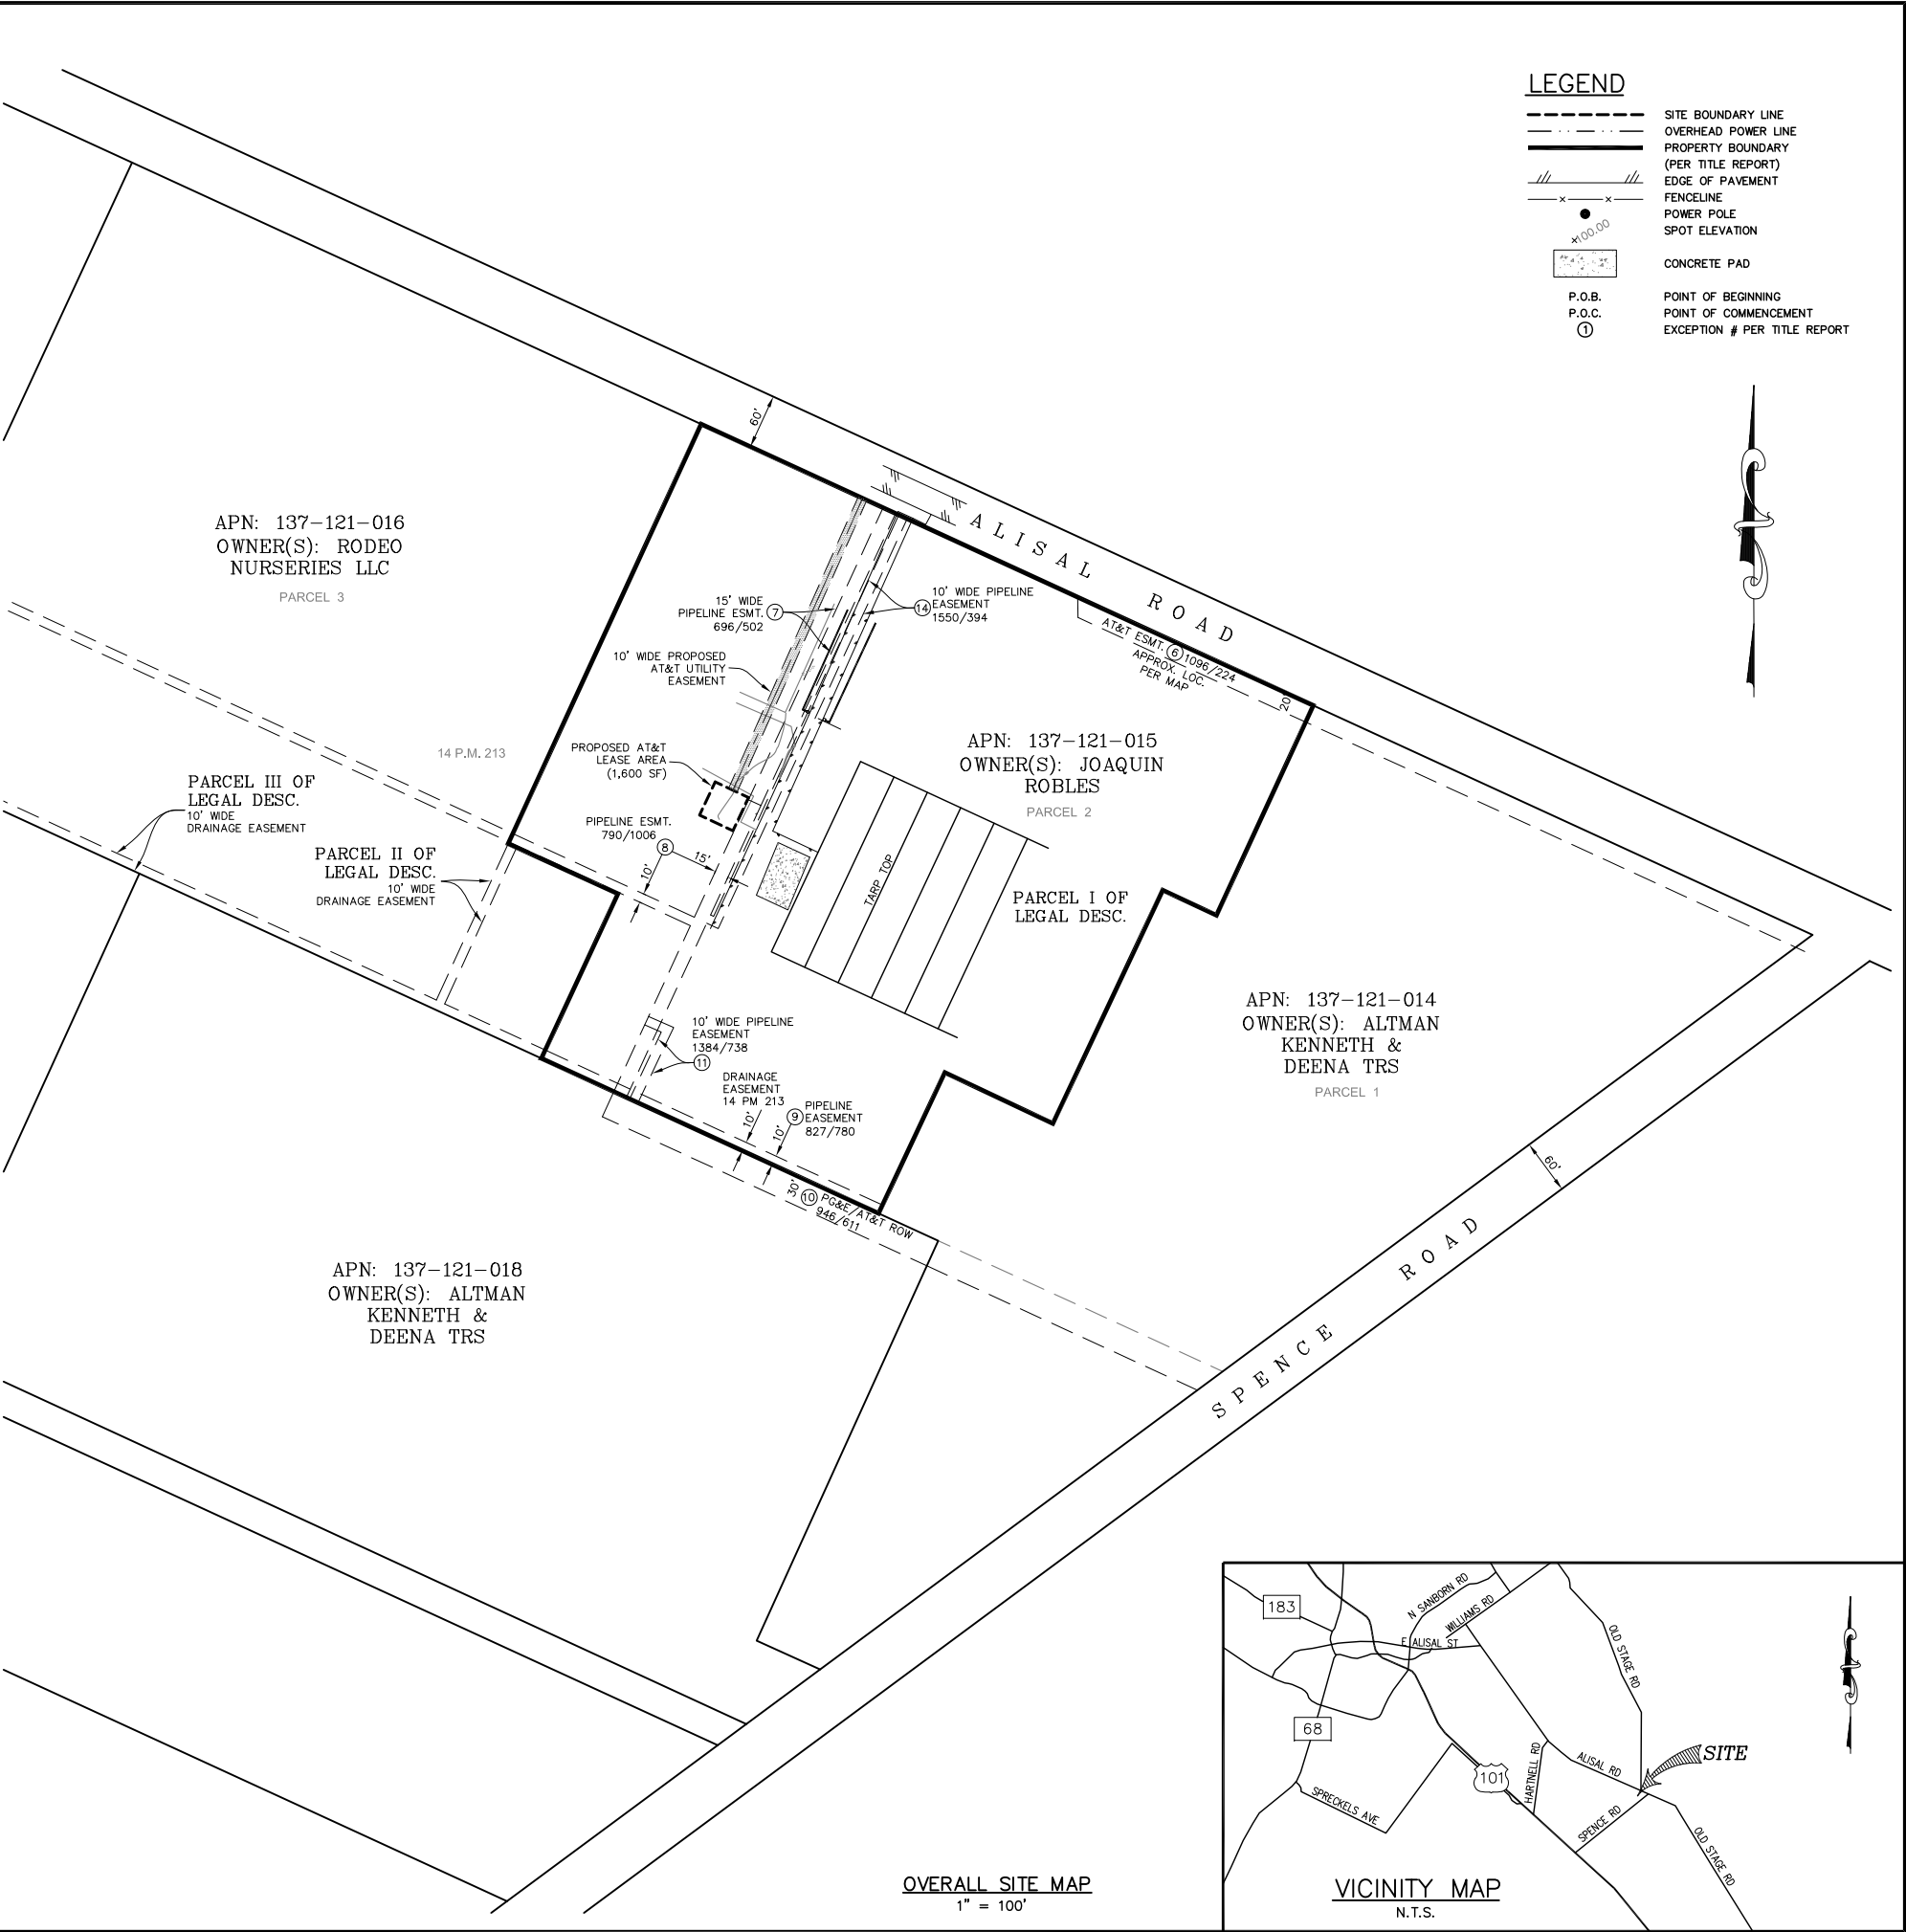 LEGEND
SITE BOUNDARY LINE
OVERHEAD POWER LINE
PROPERTY BOUNDARY
(PER TITLE REPORT)
EDGE OF PAVEMENT
FENCELINE
POWER POLE
×100.00
SPOT ELEVATION
CONCRETE PAD
P.O.B.
POINT OF BEGINNING
P.O.C.
POINT OF COMMENCEMENT
1
EXCEPTION # PER TITLE REPORT
60'
ALISAL ROAD
APN: 137-121-016
OWNER(S): RODEO
NURSERIES LLC
PARCEL 3
15' WIDE
PIPELINE ESMT. 7
696/502
14 10' WIDE PIPELINE
EASEMENT
1550/394
AT&T ESMT. 6 1096/224
APPROX. LOC.
PER MAP
20'
10' WIDE PROPOSED
AT&T UTILITY
EASEMENT
PROPOSED AT&T
LEASE AREA
(1,600 SF)
14 P.M. 213
APN: 137-121-015
OWNER(S): JOAQUIN
ROBLES
PARCEL 2
PARCEL III OF
LEGAL DESC.
10' WIDE
DRAINAGE EASEMENT
PIPELINE ESMT.
790/1006
8
15'
10'
PARCEL II OF
LEGAL DESC.
10' WIDE
DRAINAGE EASEMENT
TARP TOP
PARCEL I OF
LEGAL DESC.
10' WIDE PIPELINE
EASEMENT
1384/738
11
DRAINAGE
EASEMENT
14 PM 213
10'
10'
9 PIPELINE
EASEMENT
827/780
30'
10 PG&E/AT&T ROW
946/611
APN: 137-121-014
OWNER(S): ALTMAN
KENNETH &
DEENA TRS
PARCEL 1
60'
SPENCE ROAD
APN: 137-121-018
OWNER(S): ALTMAN
KENNETH &
DEENA TRS
OVERALL SITE MAP
1" = 100'
183
N SANBORN RD
WILLIAMS RD
E ALISAL ST
OLD STAGE RD
68
SITE
HARTNELL RD
ALISAL RD
101
SPRECKELS AVE
SPENCE RD
OLD STAGE RD
VICINITY MAP
N.T.S.